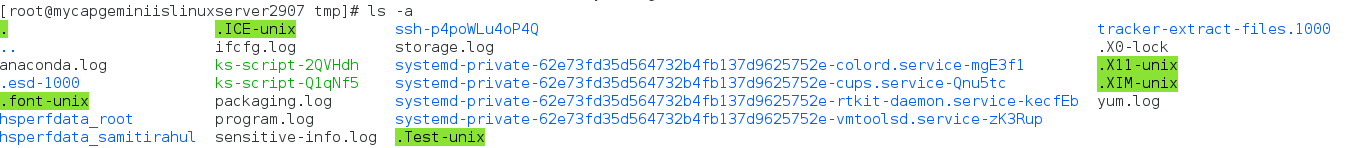 [root@mycapgeminiislinuxserver2907 tmp]# ls -a
. .ICE-unix ssh-p4poWLu4oP4Q tracker-extract-files.1000
.. ifcfg.log storage.log .X0-lock
anaconda.log ks-script-2QVHdh systemd-private-62e73fd35d564732b4fb137d9625752e-colord.service-mgE3f1 .X11-unix
.esd-1000 ks-script-Q1qNf5 systemd-private-62e73fd35d564732b4fb137d9625752e-cups.service-Qnu5tc .XIM-unix
.font-unix packaging.log systemd-private-62e73fd35d564732b4fb137d9625752e-rtkit-daemon.service-kecfEb yum.log
hsperfdata_root program.log systemd-private-62e73fd35d564732b4fb137d9625752e-vmtoolsd.service-zK3Rup
hsperfdata_samitirahul sensitive-info.log .Test-unix